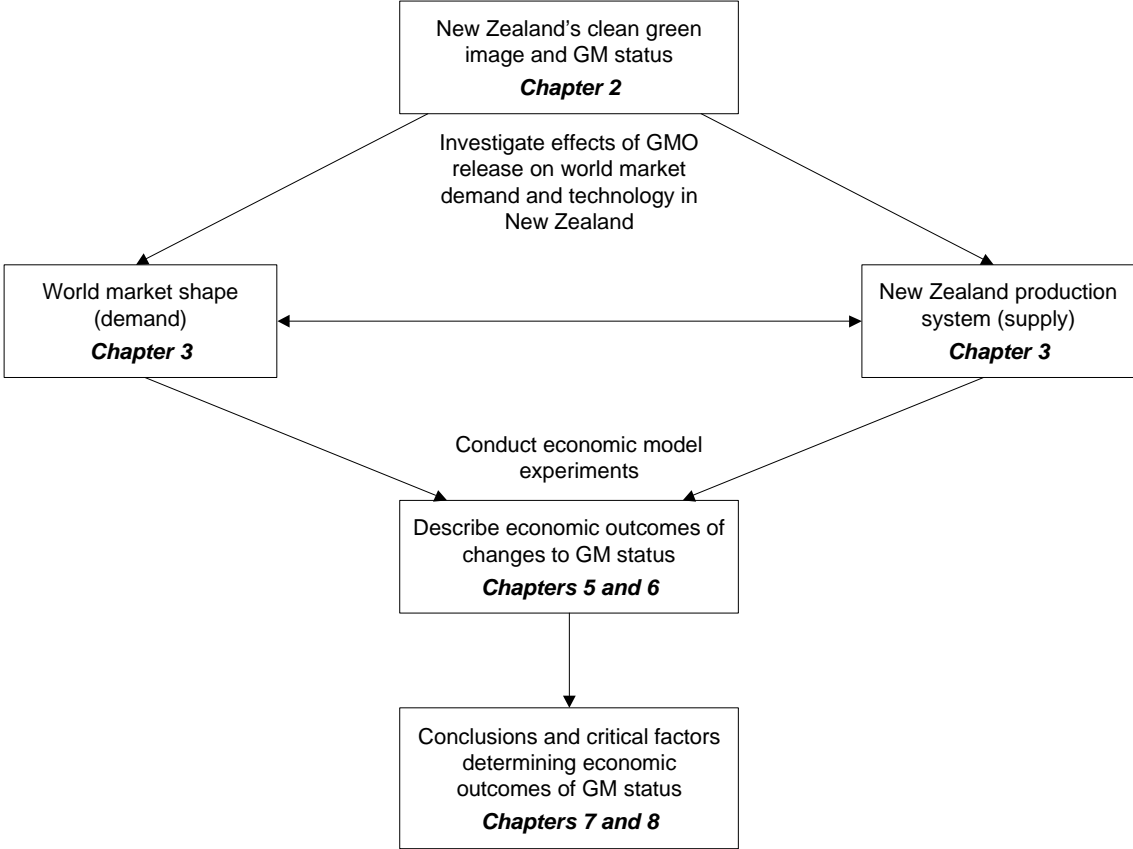 New Zealand’s clean green
image and GM status
Chapter 2
Investigate effects of GMO
release on world market
demand and technology in
New Zealand
World market shape
(demand)
Chapter 3
New Zealand production
system (supply)
Chapter 3
Conduct economic model
experiments
Describe economic outcomes of
changes to GM status
Chapters 5 and 6
Conclusions and critical factors
determining economic
outcomes of GM status
Chapters 7 and 8